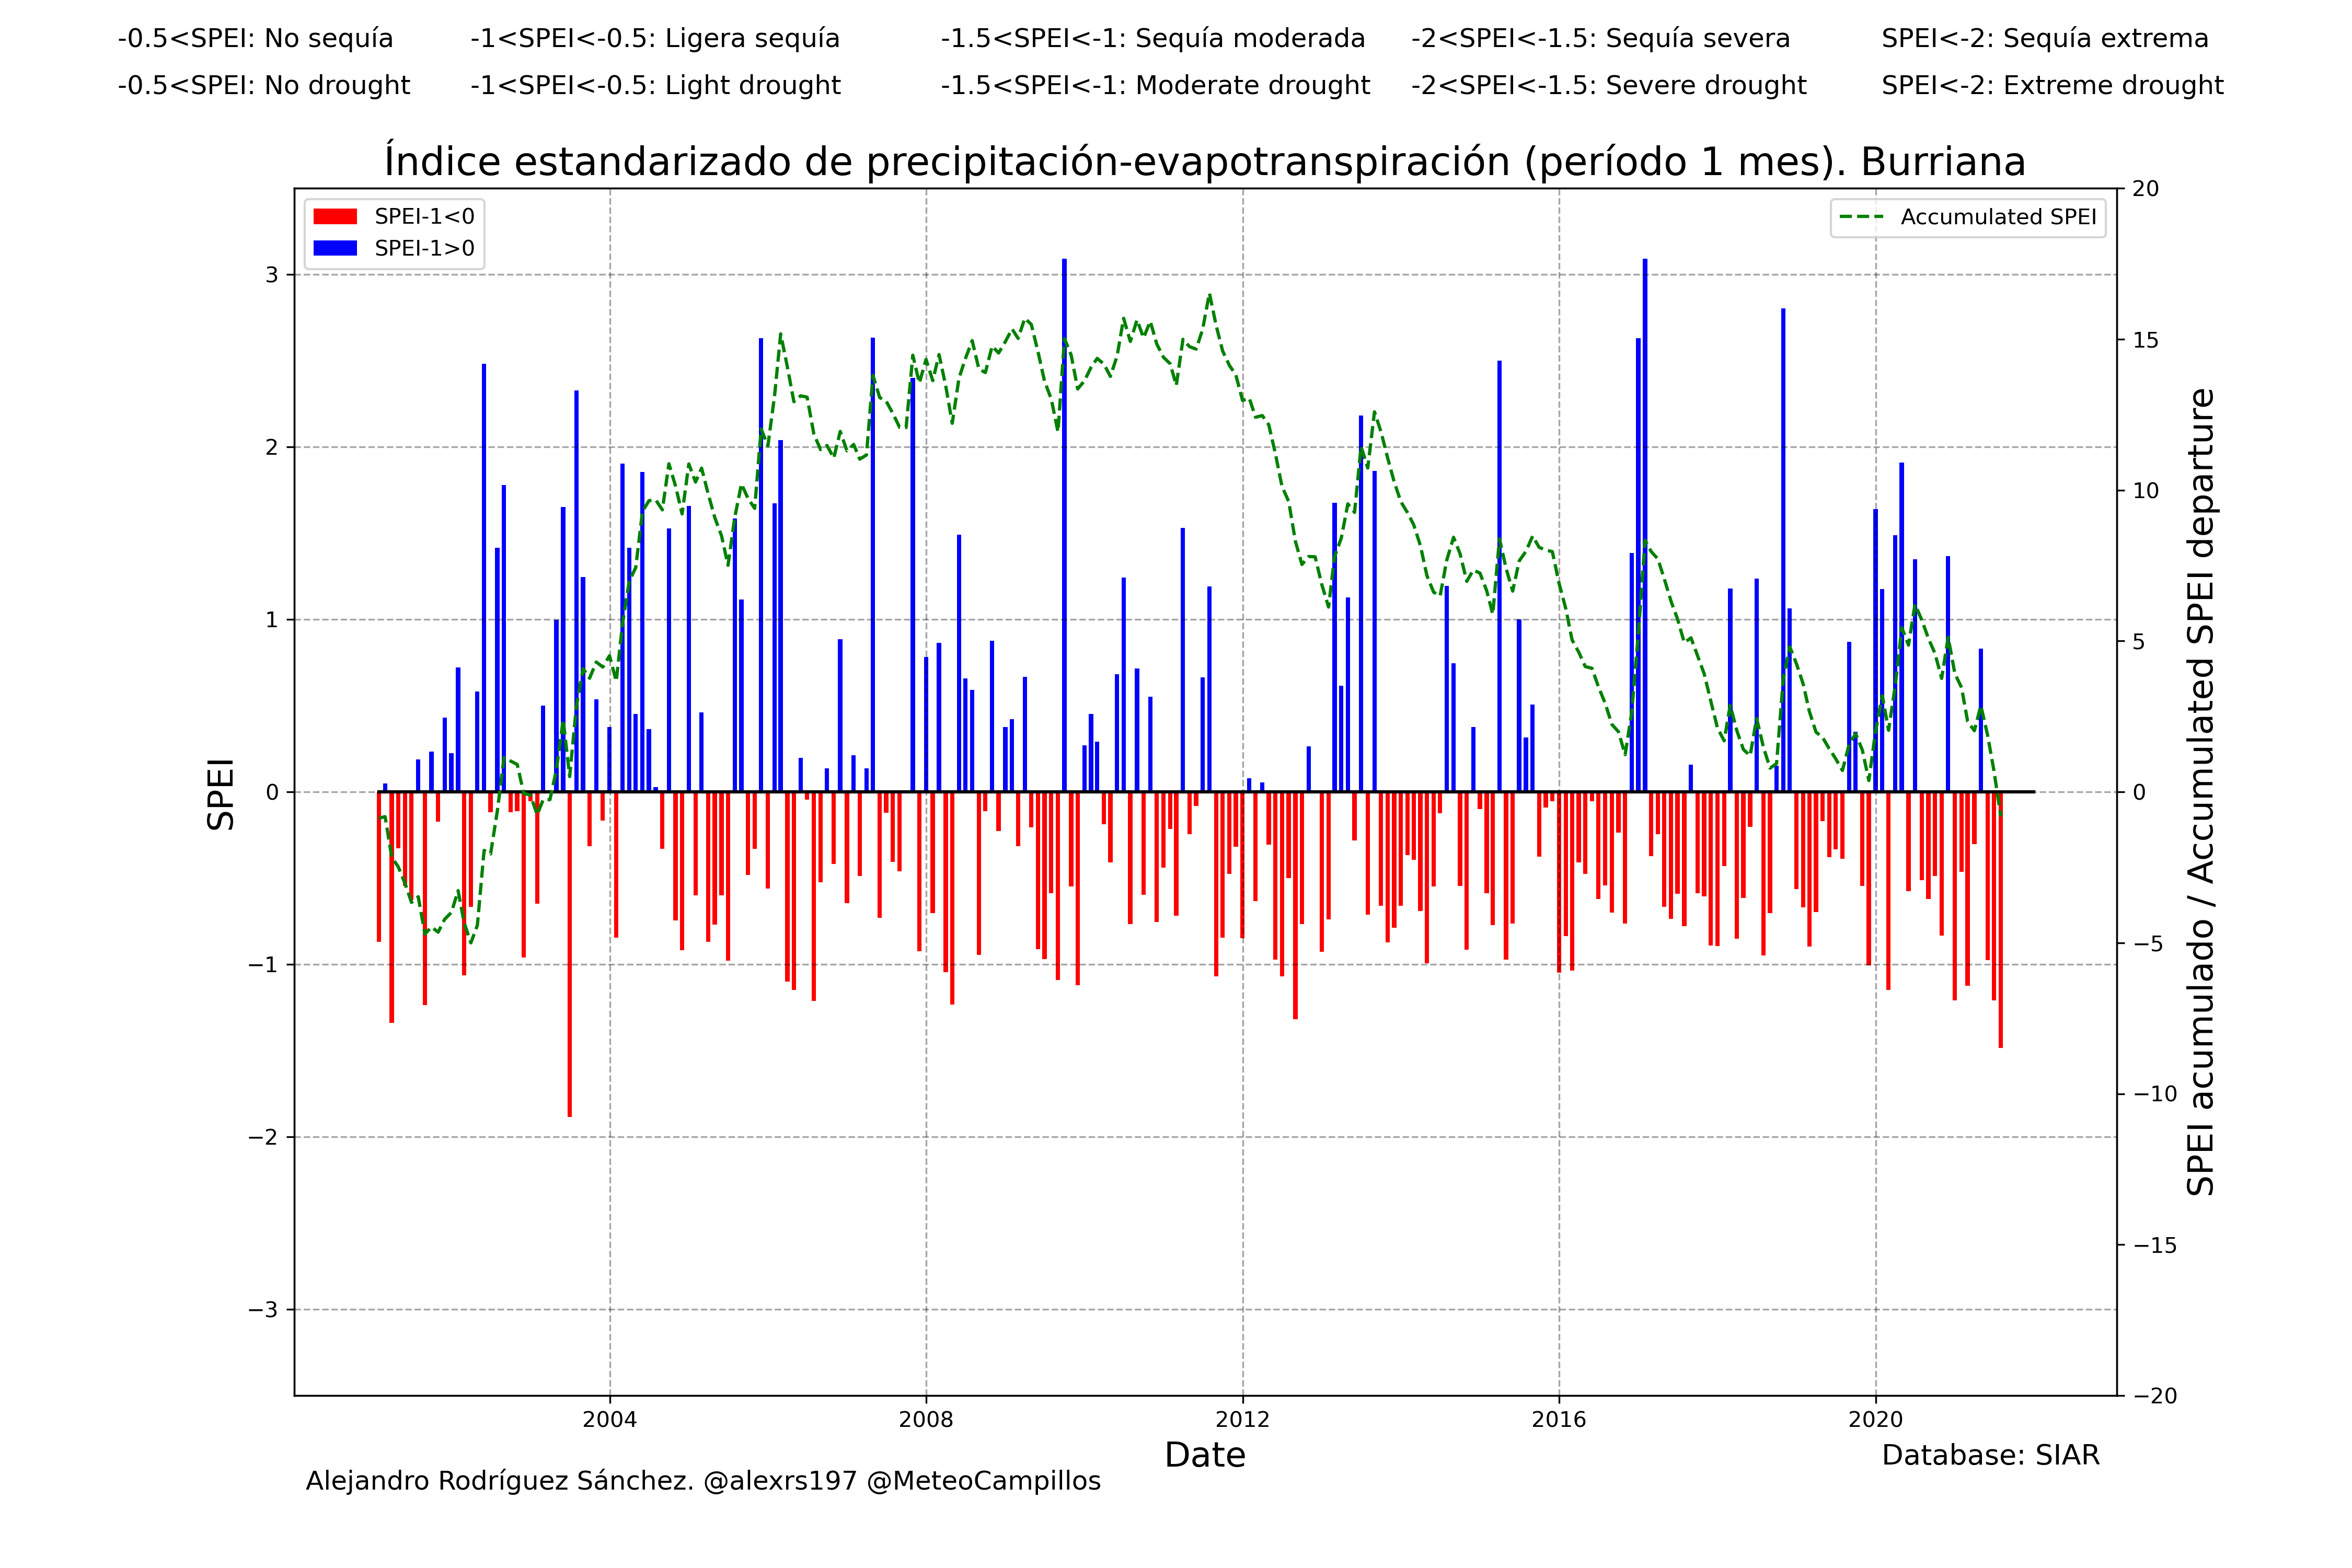 -0.5<SPEI: No sequía -1<SPEI<-0.5: Ligera sequía -1.5<SPEI<-1: Sequía moderada -2<SPEI<-1.5: Sequía severa SPEI<-2: Sequía extrema
-0.5<SPEI: No drought -1<SPEI<-0.5: Light drought -1.5<SPEI<-1: Moderate drought -2<SPEI<-1.5: Severe drought SPEI<-2: Extreme drought
Índice estandarizado de precipitación-evapotranspiración (período 1 mes). Burriana
SPEI-1<0
SPEI-1>0
Accumulated SPEI
SPEI
3
2
1
0
−1
−2
−3
20
15
10
5
0
−5
−10
−15
−20
SPEI acumulado / Accumulated SPEI departure
2004 2008 2012 2016 2020
Date
Database: SIAR
Alejandro Rodríguez Sánchez. @alexrs197 @MeteoCampillos